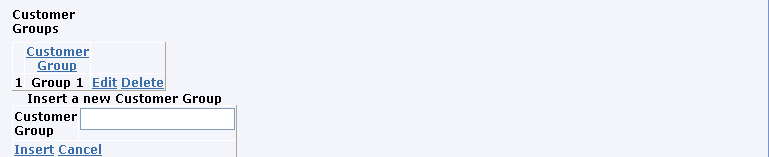 Customer
Groups
Customer
Group
1 Group 1 Edit Delete
Insert a new Customer Group
Customer
Group
Insert Cancel